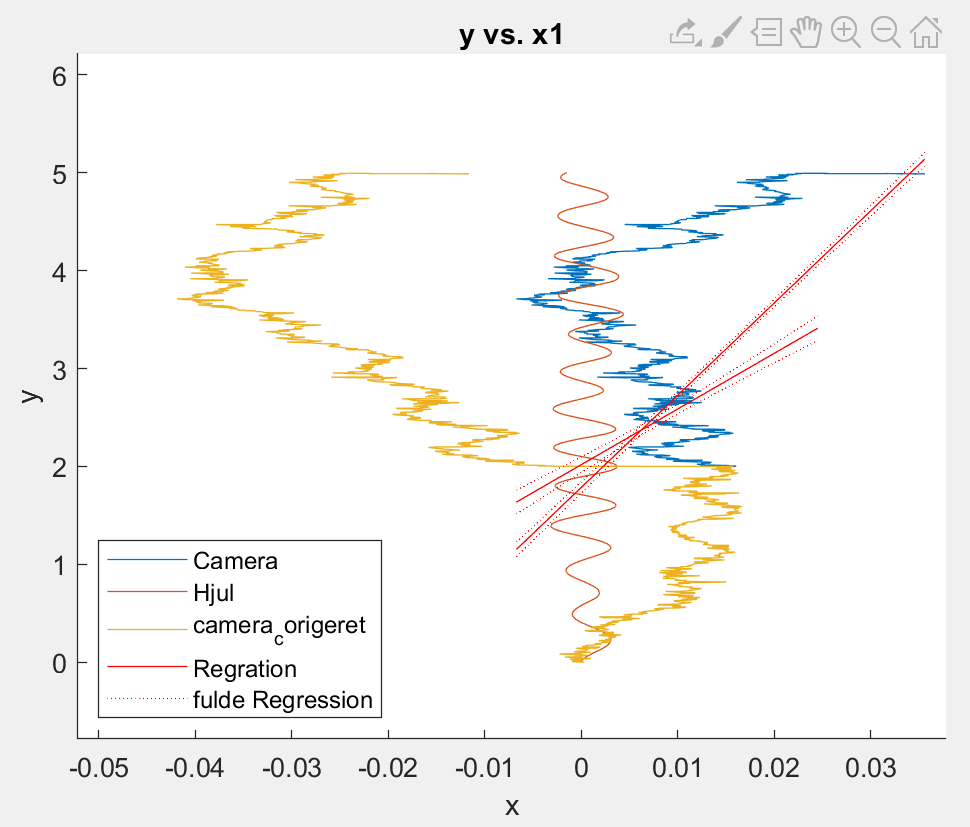 y vs. x1
6
5
4
3
2
1
0
y
Camera
Hjul
camera_corigeret
Regration
fulde Regression
-0.05 -0.04 -0.03 -0.02 -0.01 0 0.01 0.02 0.03
x